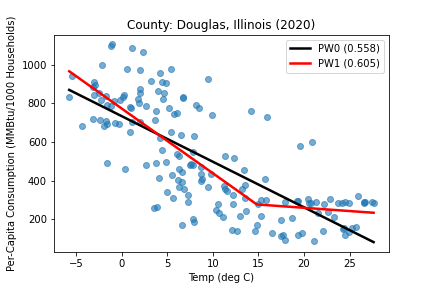 County: Douglas, Illinois (2020)
PW0 (0.558)
PW1 (0.605)
Per-Capita Consumption (MMBtu/1000 Households)
1000
800
600
400
200
−5 0 5 10 15 20 25
Temp (deg C)